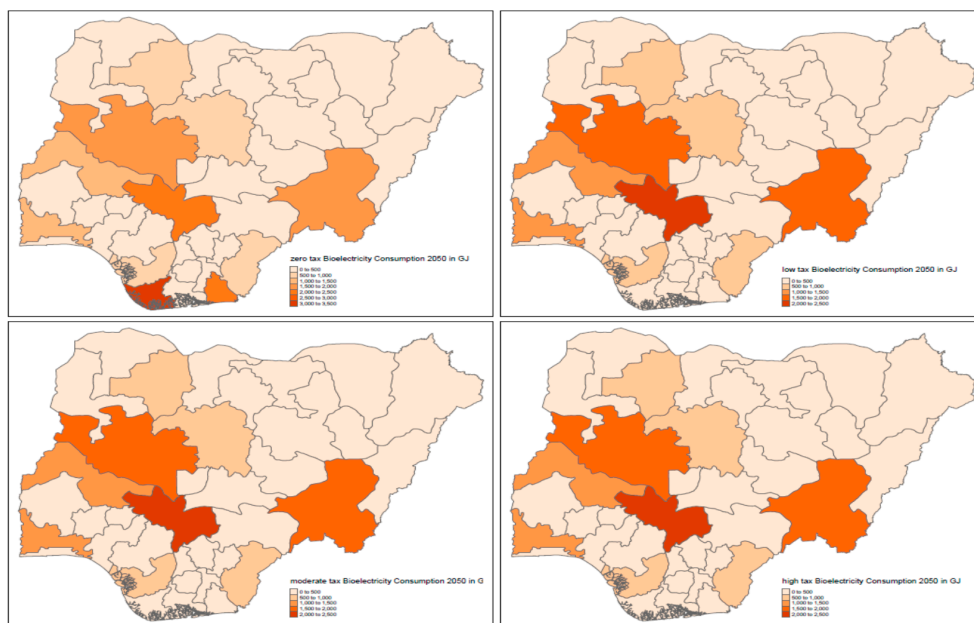 zero tax Bioelectricity Consumption 2050 in GJ
0 to 500
500 to 1,000
1,000 to 1,500
1,500 to 2,000
2,000 to 2,500
2,500 to 3,000
3,000 to 3,500
low tax Bioelectricity Consumption 2050 in GJ
0 to 500
500 to 1,000
1,000 to 1,500
1,500 to 2,000
2,000 to 2,500
moderate tax Bioelectricity Consumption 2050 in G
0 to 500
500 to 1,000
1,000 to 1,500
1,500 to 2,000
2,000 to 2,500
high tax Bioelectricity Consumption 2050 in GJ
0 to 500
500 to 1,000
1,000 to 1,500
1,500 to 2,000
2,000 to 2,500